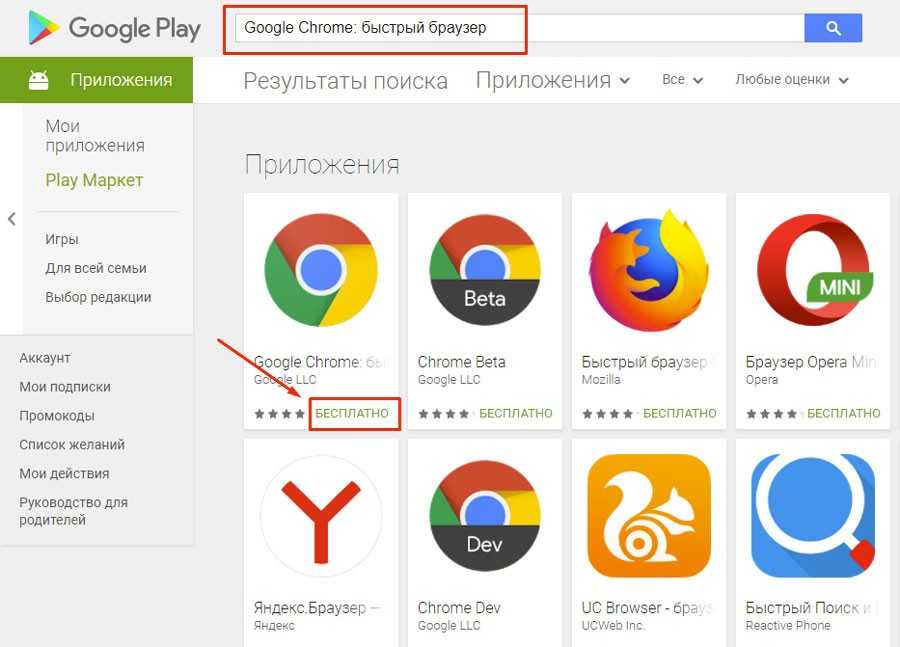 Google Play
Google Chrome: быстрый браузер
Приложения
Результаты поиска
Приложения
Все
Любые оценки
Мои
приложения
Play Маркет
Игры
Для всей семьи
Выбор редакции
Аккаунт
Мои подписки
Промокоды
Список желаний
Мои действия
Руководство для
родителей
Приложения
Google Chrome: бы
Google LLC
БЕСПЛАТНО
Beta
Chrome Beta
Google LLC
БЕСПЛАТНО
Быстрый браузер
Mozilla
БЕСПЛАТНО
MINI
Браузер Opera Min
Opera
БЕСПЛАТНО
Яндекс.Браузер —
Яндекс
Dev
Chrome Dev
Google LLC
UC Browser - брауз
UCWeb Inc.
Быстрый Поиск и
Reactive Phone